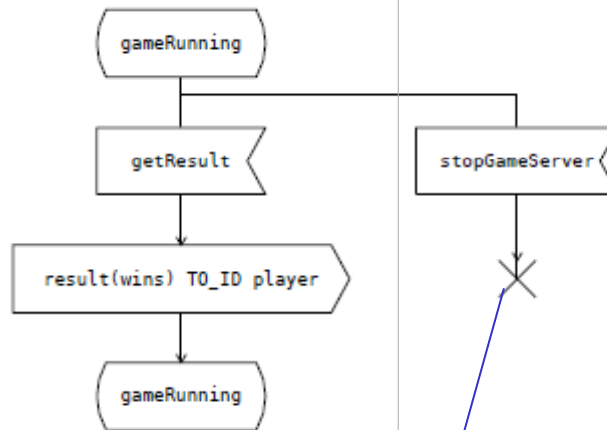 gameRunning
getResult
stopGameServer
result(wins) TO_ID player
gameRunning